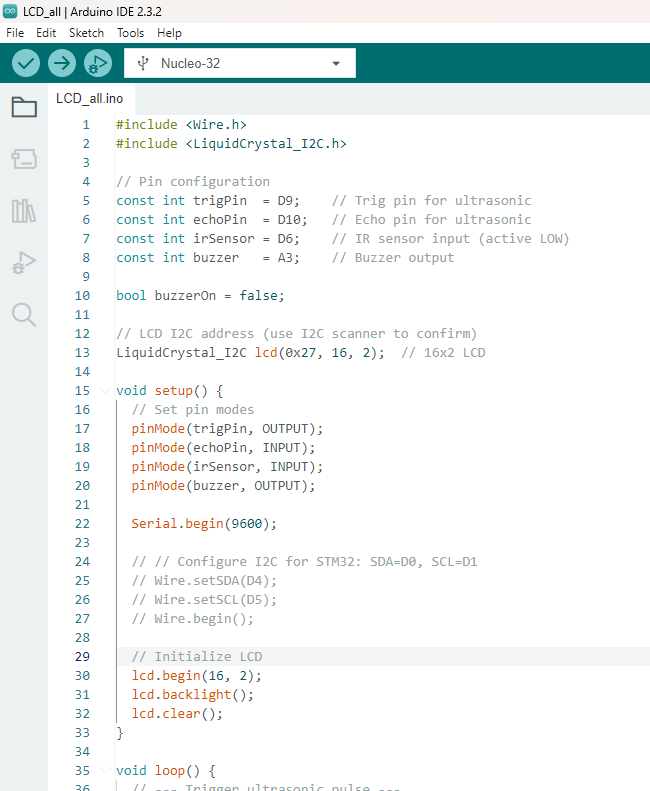 LCD_all | Arduino IDE 2.3.2
File Edit Sketch Tools Help
Nucleo-32
LCD_all.ino
1 #include <Wire.h>
2 #include <LiquidCrystal_I2C.h>
3
4 // Pin configuration
5 const int trigPin  = D9;    // Trig pin for ultrasonic
6 const int echoPin  = D10;   // Echo pin for ultrasonic
7 const int irSensor = D6;    // IR sensor input (active LOW)
8 const int buzzer   = A3;    // Buzzer output
9
10 bool buzzerOn = false;
11
12 // LCD I2C address (use I2C scanner to confirm)
13 LiquidCrystal_I2C lcd(0x27, 16, 2);  // 16x2 LCD
14
15 void setup() {
16   // Set pin modes
17   pinMode(trigPin, OUTPUT);
18   pinMode(echoPin, INPUT);
19   pinMode(irSensor, INPUT);
20   pinMode(buzzer, OUTPUT);
21
22   Serial.begin(9600);
23
24   // // Configure I2C for STM32: SDA=D0, SCL=D1
25   // Wire.setSDA(D4);
26   // Wire.setSCL(D5);
27   // Wire.begin();
28
29   // Initialize LCD
30   lcd.begin(16, 2);
31   lcd.backlight();
32   lcd.clear();
33 }
34
35 void loop() {
36   // --- Trigger ultrasonic pulse ---